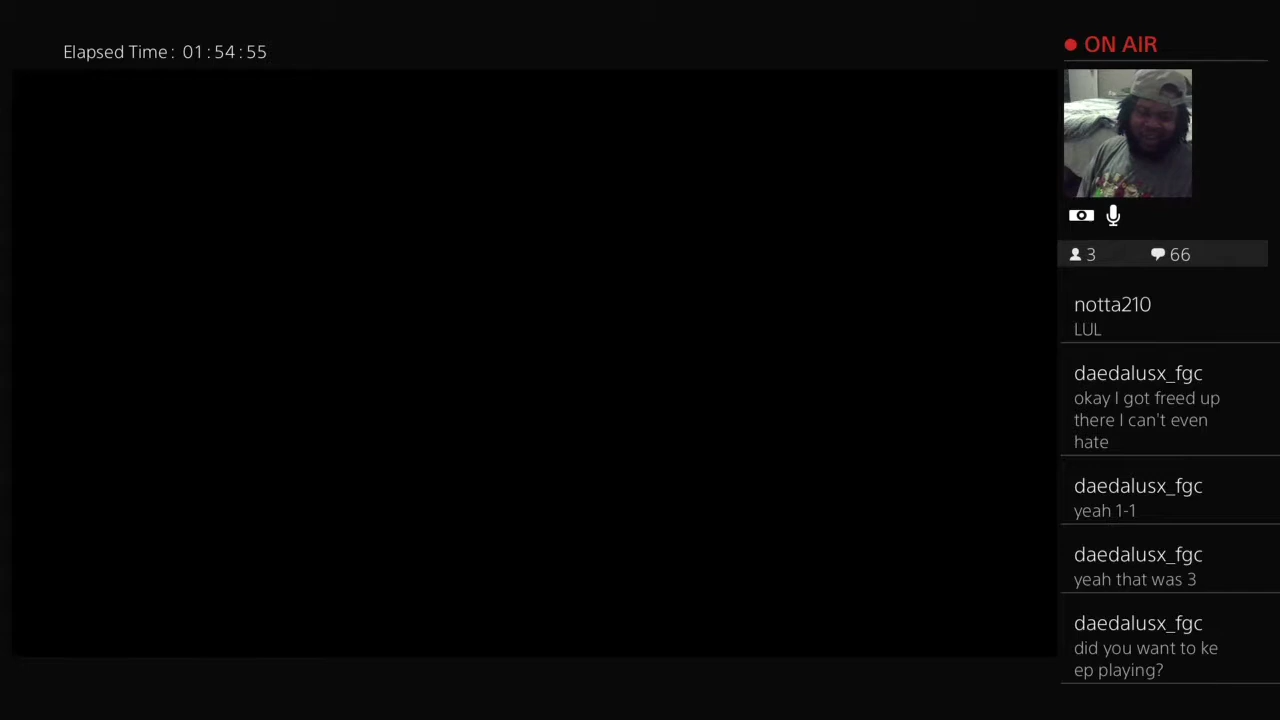 Elapsed Time: 01:54:55
ON AIR
3 66
notta210
LUL
daedalusx_fgc
okay I got freed up
there I can't even
hate
daedalusx_fgc
yeah 1-1
daedalusx_fgc
yeah that was 3
daedalusx_fgc
did you want to ke
ep playing?